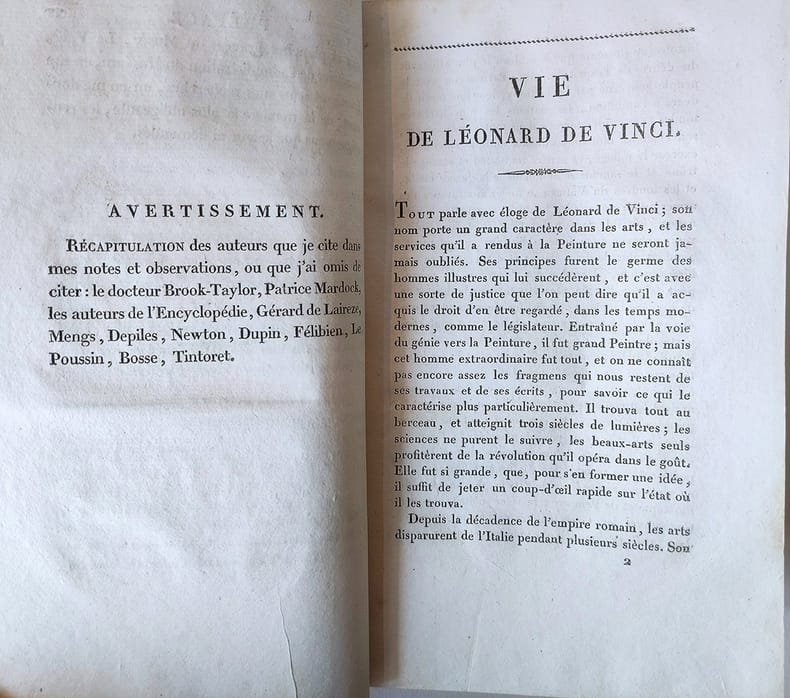 AVERTISSEMENT.
RÉCAPITULATION des auteurs que je cite dans
mes notes et observations, ou que j'ai omis de
citer : le docteur Brook-Taylor, Patrice Mardock,
les auteurs de l'Encyclopédie, Gérard de Laireze,
Mengs, Depiles, Newton, Dupin, Félibien, Le
Poussin, Bosse, Tintoret.
VIE
DE LÉONARD DE VINCI.
TOUT parle avec éloge de Léonard de Vinci ; son
nom porte un grand caractère dans les arts, et les
services qu'il a rendus à la Peinture ne seront ja-
mais oubliés. Ses principes furent le germe des
hommes illustres qui lui succédèrent, et c'est avec
une sorte de justice que l'on peut dire qu'il a ac-
quis le droit d'en être regardé, dans les temps mo-
dernes, comme le législateur. Entraîné par la voie
du génie vers la Peinture, il fut grand Peintre ; mais
cet homme extraordinaire fut tout, et on ne connaît
pas encore assez les fragmens qui nous restent de
ses travaux et de ses écrits, pour savoir ce qui le
caractérise plus particulièrement. Il trouva tout au
berceau, et atteignit trois siècles de lumières ; les
sciences ne purent le suivre, les beaux-arts seuls
profitèrent de la révolution qu'il opéra dans le goût.
Elle fut si grande, que, pour s'en former une idée,
il suffit de jeter un coup-d'œil rapide sur l'état où
il les trouva.
Depuis la décadence de l'empire romain, les arts
disparurent de l'Italie pendant plusieurs siècles. Son
2